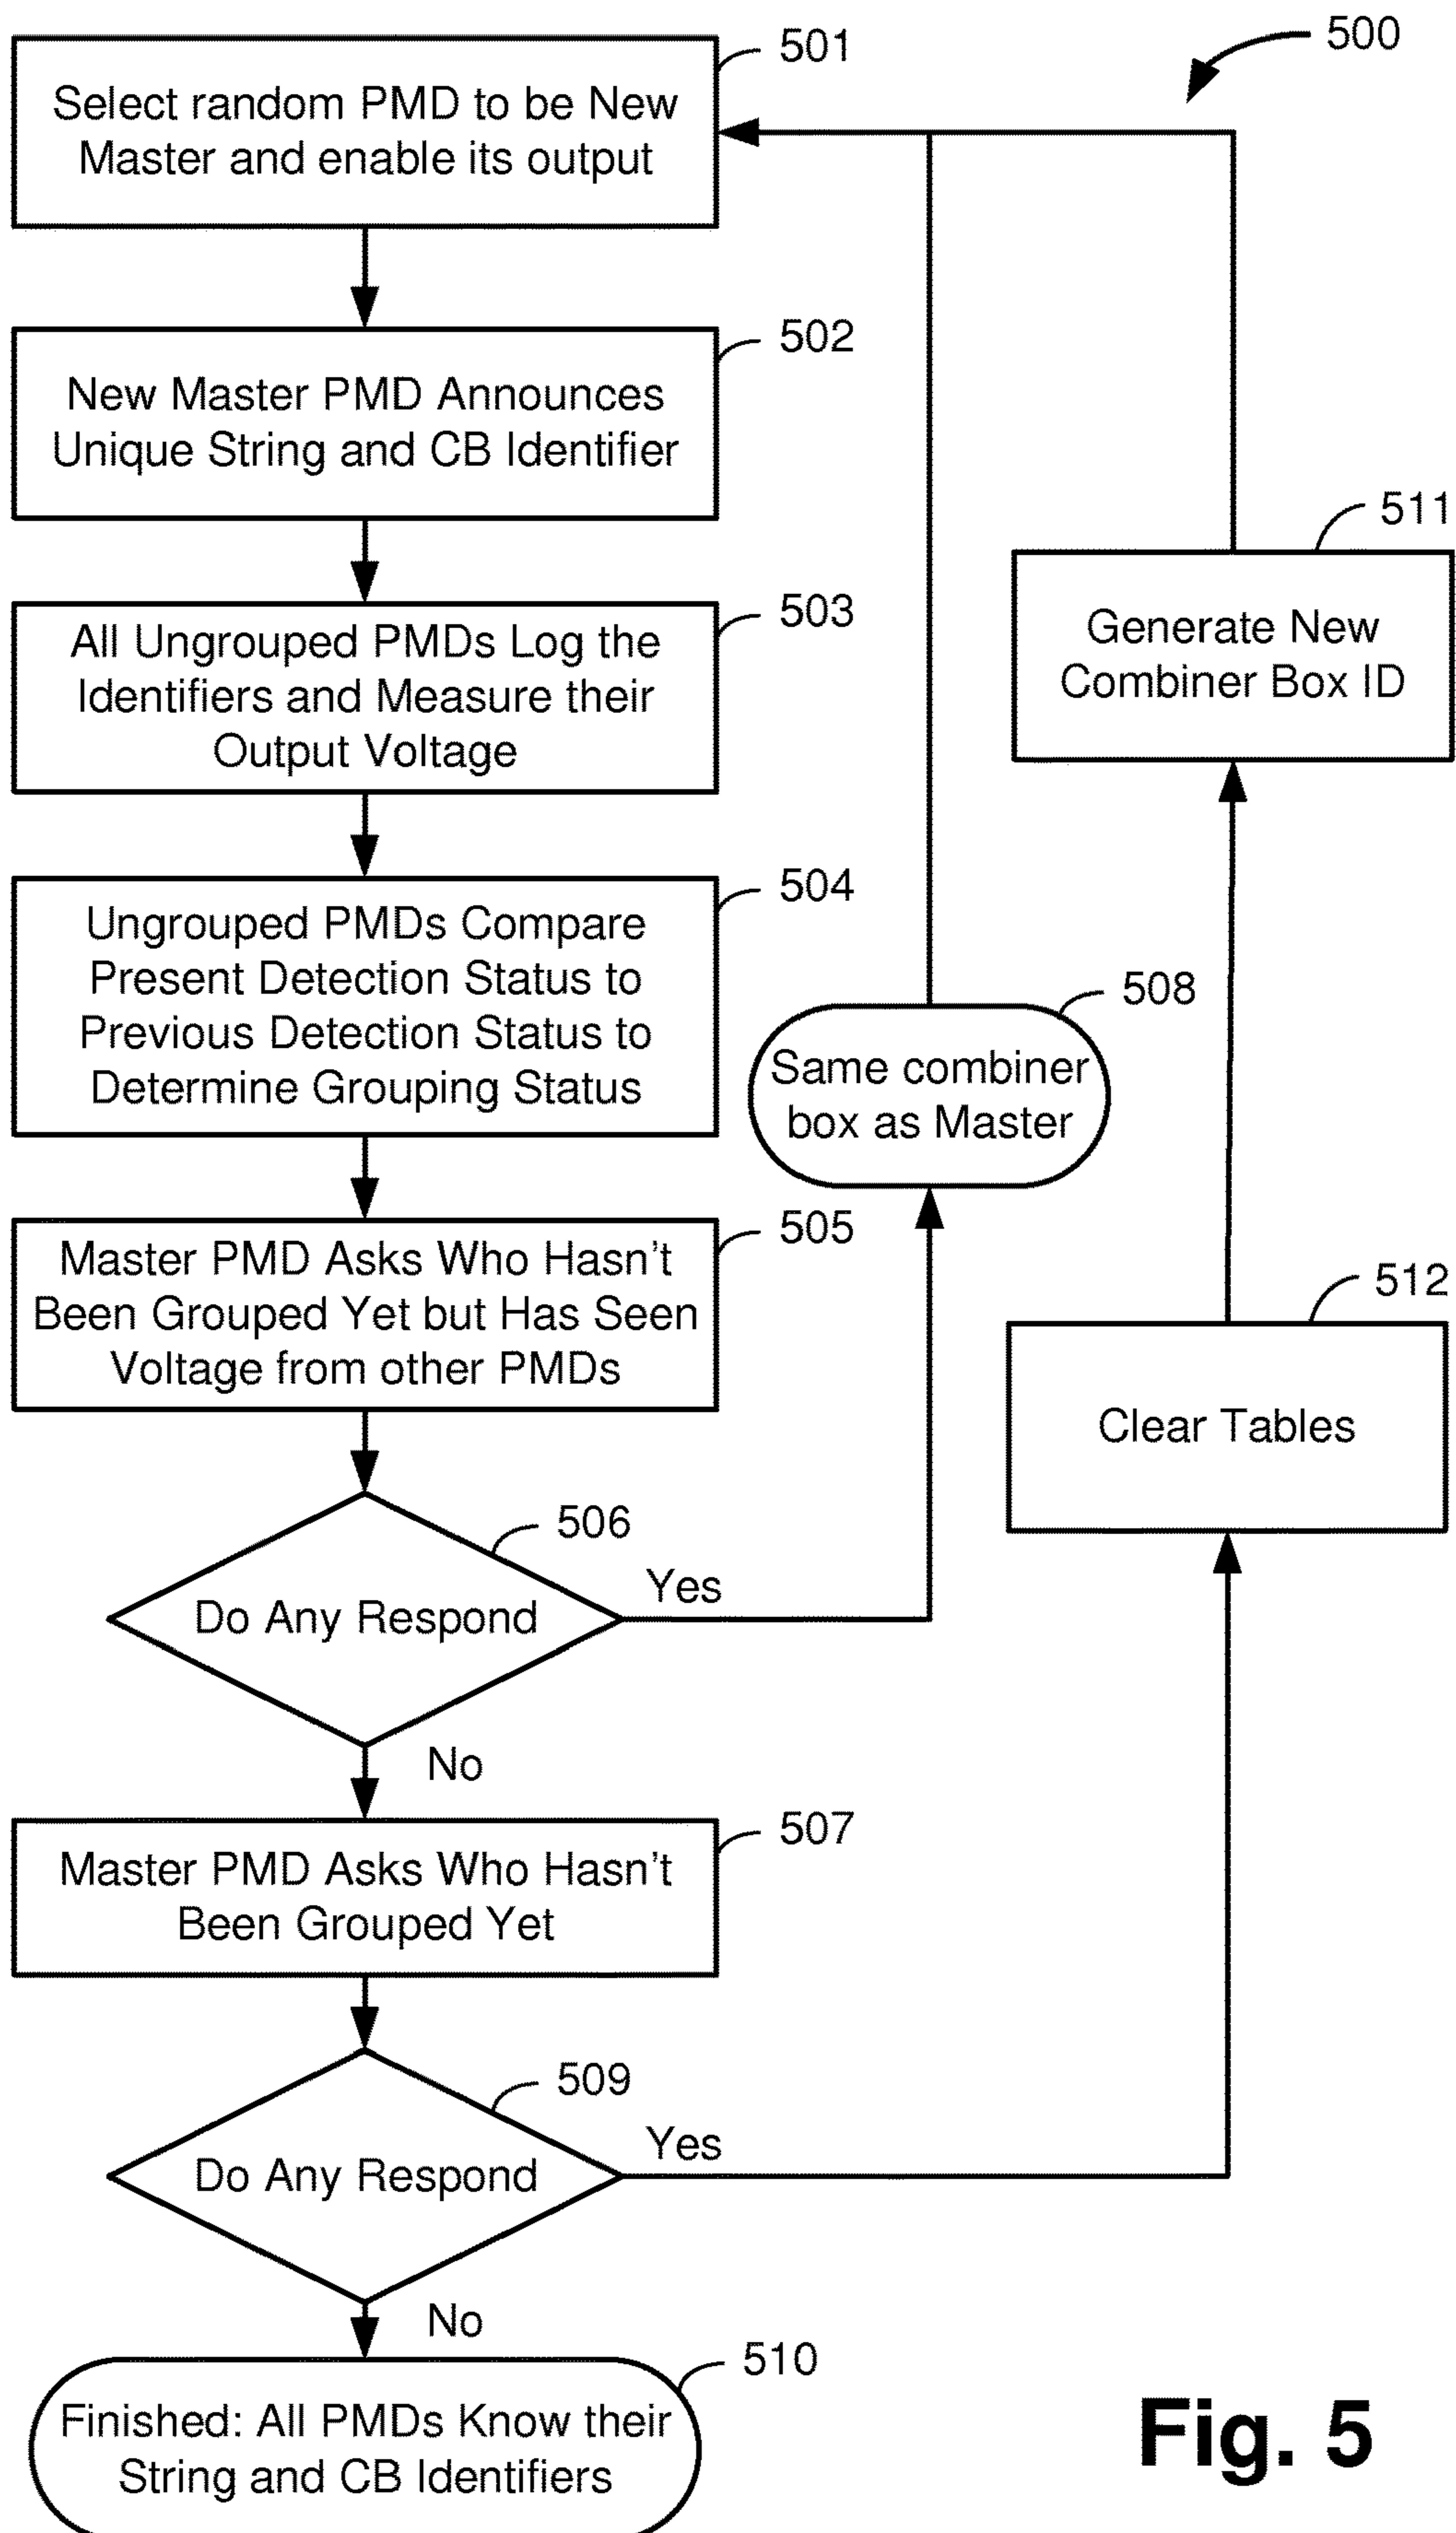 500
501
Select random PMD to be New
Master and enable its output
502
New Master PMD Announces
Unique String and CB Identifier
503
All Ungrouped PMDs Log the
Identifiers and Measure their
Output Voltage
504
Ungrouped PMDs Compare
Present Detection Status to
Previous Detection Status to
Determine Grouping Status
505
Master PMD Asks Who Hasn't
Been Grouped Yet but Has Seen
Voltage from other PMDs
506
Do Any Respond
Yes
No
508
Same combiner
box as Master
507
Master PMD Asks Who Hasn't
Been Grouped Yet
509
Do Any Respond
Yes
No
510
Finished: All PMDs Know their
String and CB Identifiers
512
Clear Tables
511
Generate New
Combiner Box ID
Fig. 5